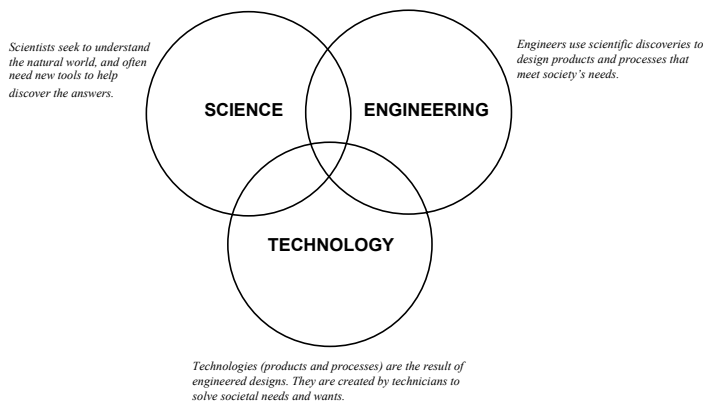 Scientists seek to understand
the natural world, and often
need new tools to help
discover the answers.
Engineers use scientific discoveries to
design products and processes that
meet society's needs.
SCIENCE
ENGINEERING
TECHNOLOGY
Technologies (products and processes) are the result of
engineered designs. They are created by technicians to
solve societal needs and wants.